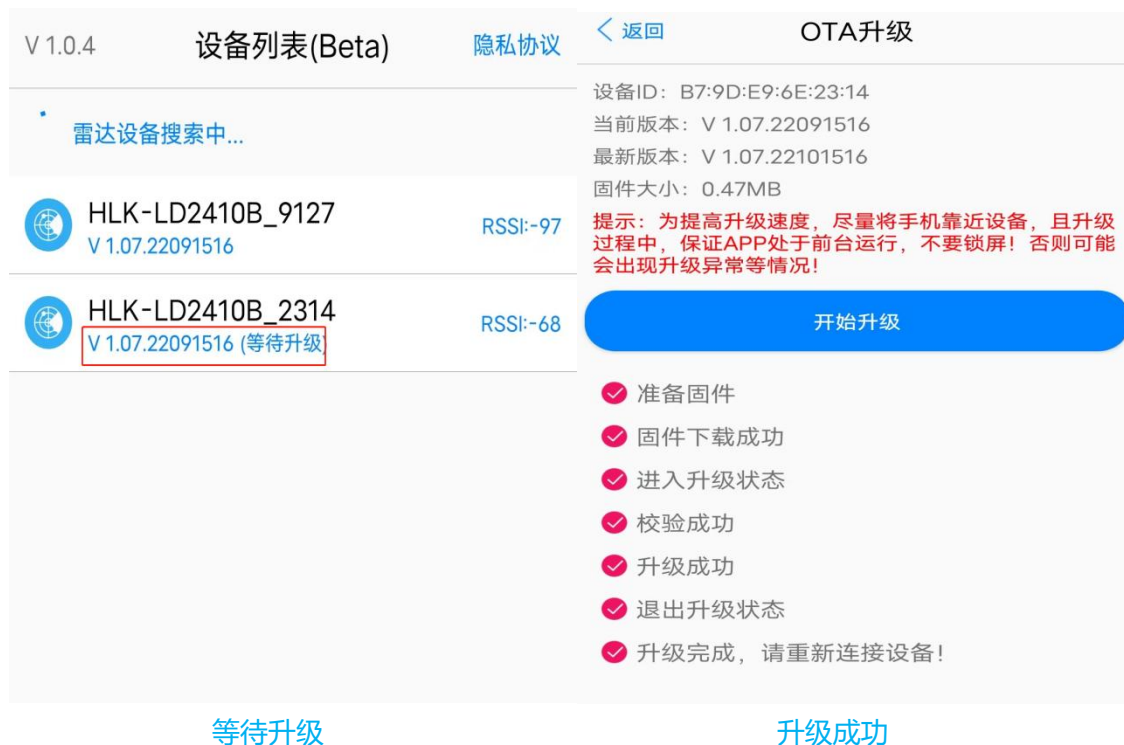 V 1.0.4 设备列表(Beta) 隐私协议
雷达设备搜索中...
HLK-LD2410B_9127
V 1.07.22091516
RSSI:-97
HLK-LD2410B_2314
V 1.07.22091516 (等待升级)
RSSI:-68
等待升级
返回 OTA升级
设备ID：B7:9D:E9:6E:23:14
当前版本：V 1.07.22091516
最新版本：V 1.07.22101516
固件大小：0.47MB
提示：为提高升级速度，尽量将手机靠近设备，且升级
过程中，保证APP处于前台运行，不要锁屏！否则可能
会出现升级异常等情况！
开始升级
准备固件
固件下载成功
进入升级状态
校验成功
升级成功
退出升级状态
升级完成，请重新连接设备！
升级成功